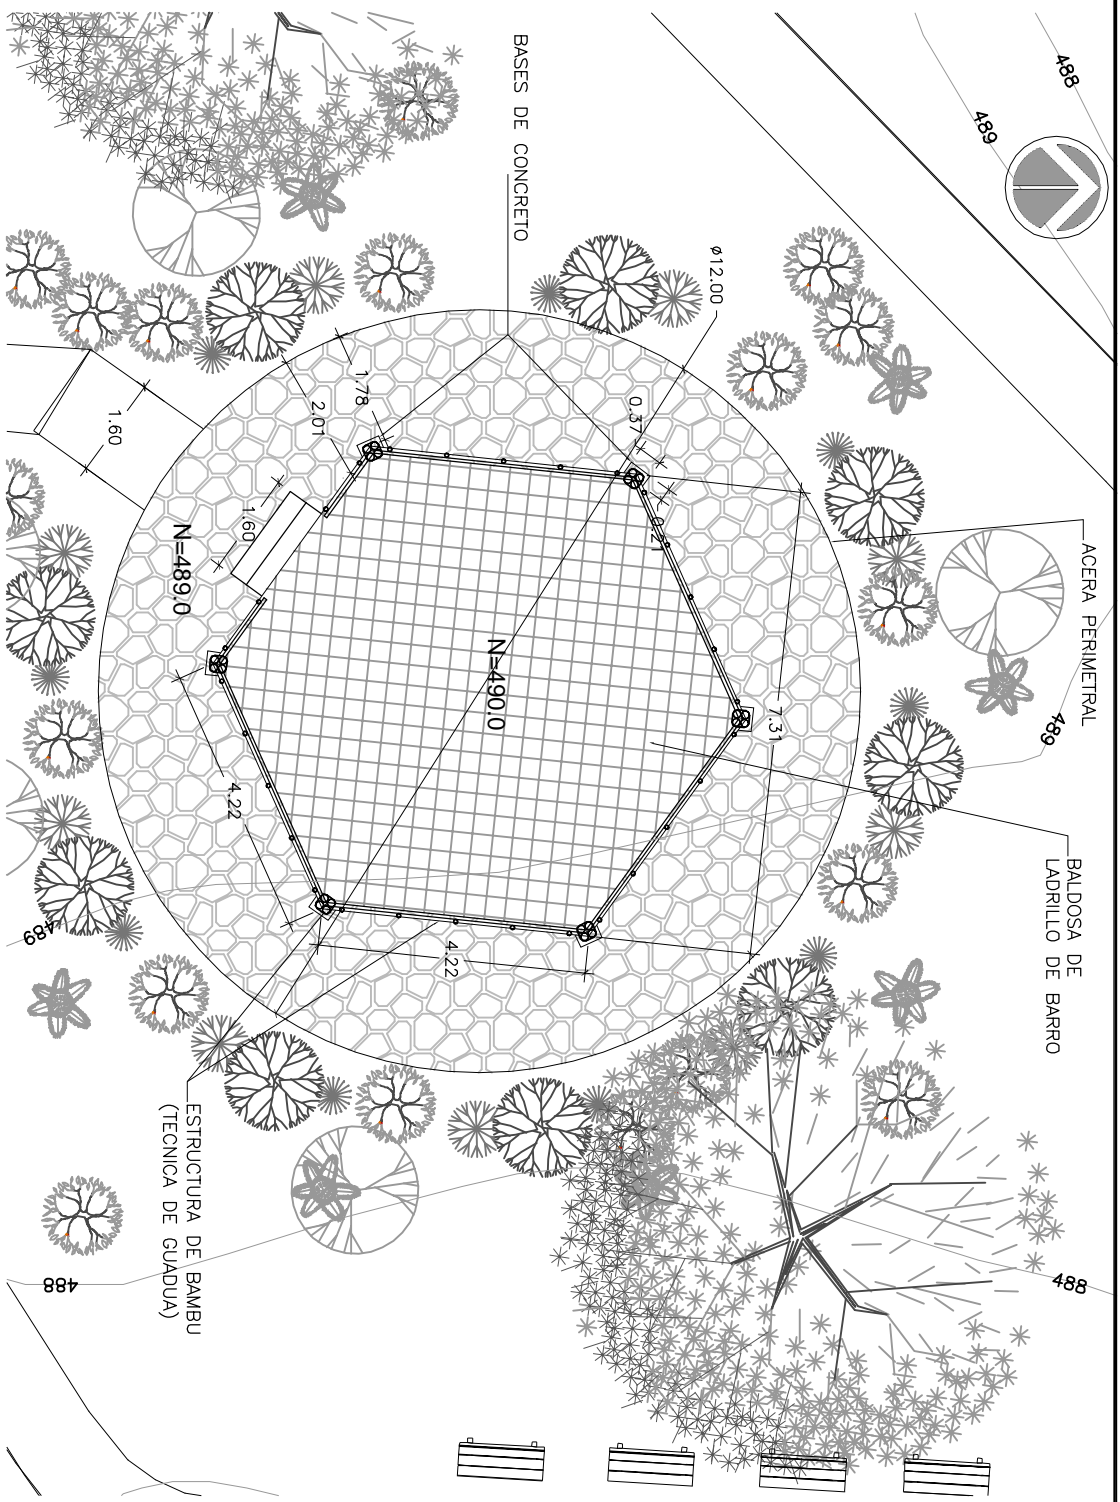 488
489
BASES DE CONCRETO
ø12.00
1.78
2.01
0.37
0.21
1.60
1.60
N=489.0
N=490.0
7.31
ACERA PERIMETRAL
489
4.22
4.22
BALDOSA DE
LADRILLO DE BARRO
489
ESTRUCTURA DE BAMBU
(TECNICA DE GUADUA)
488
488